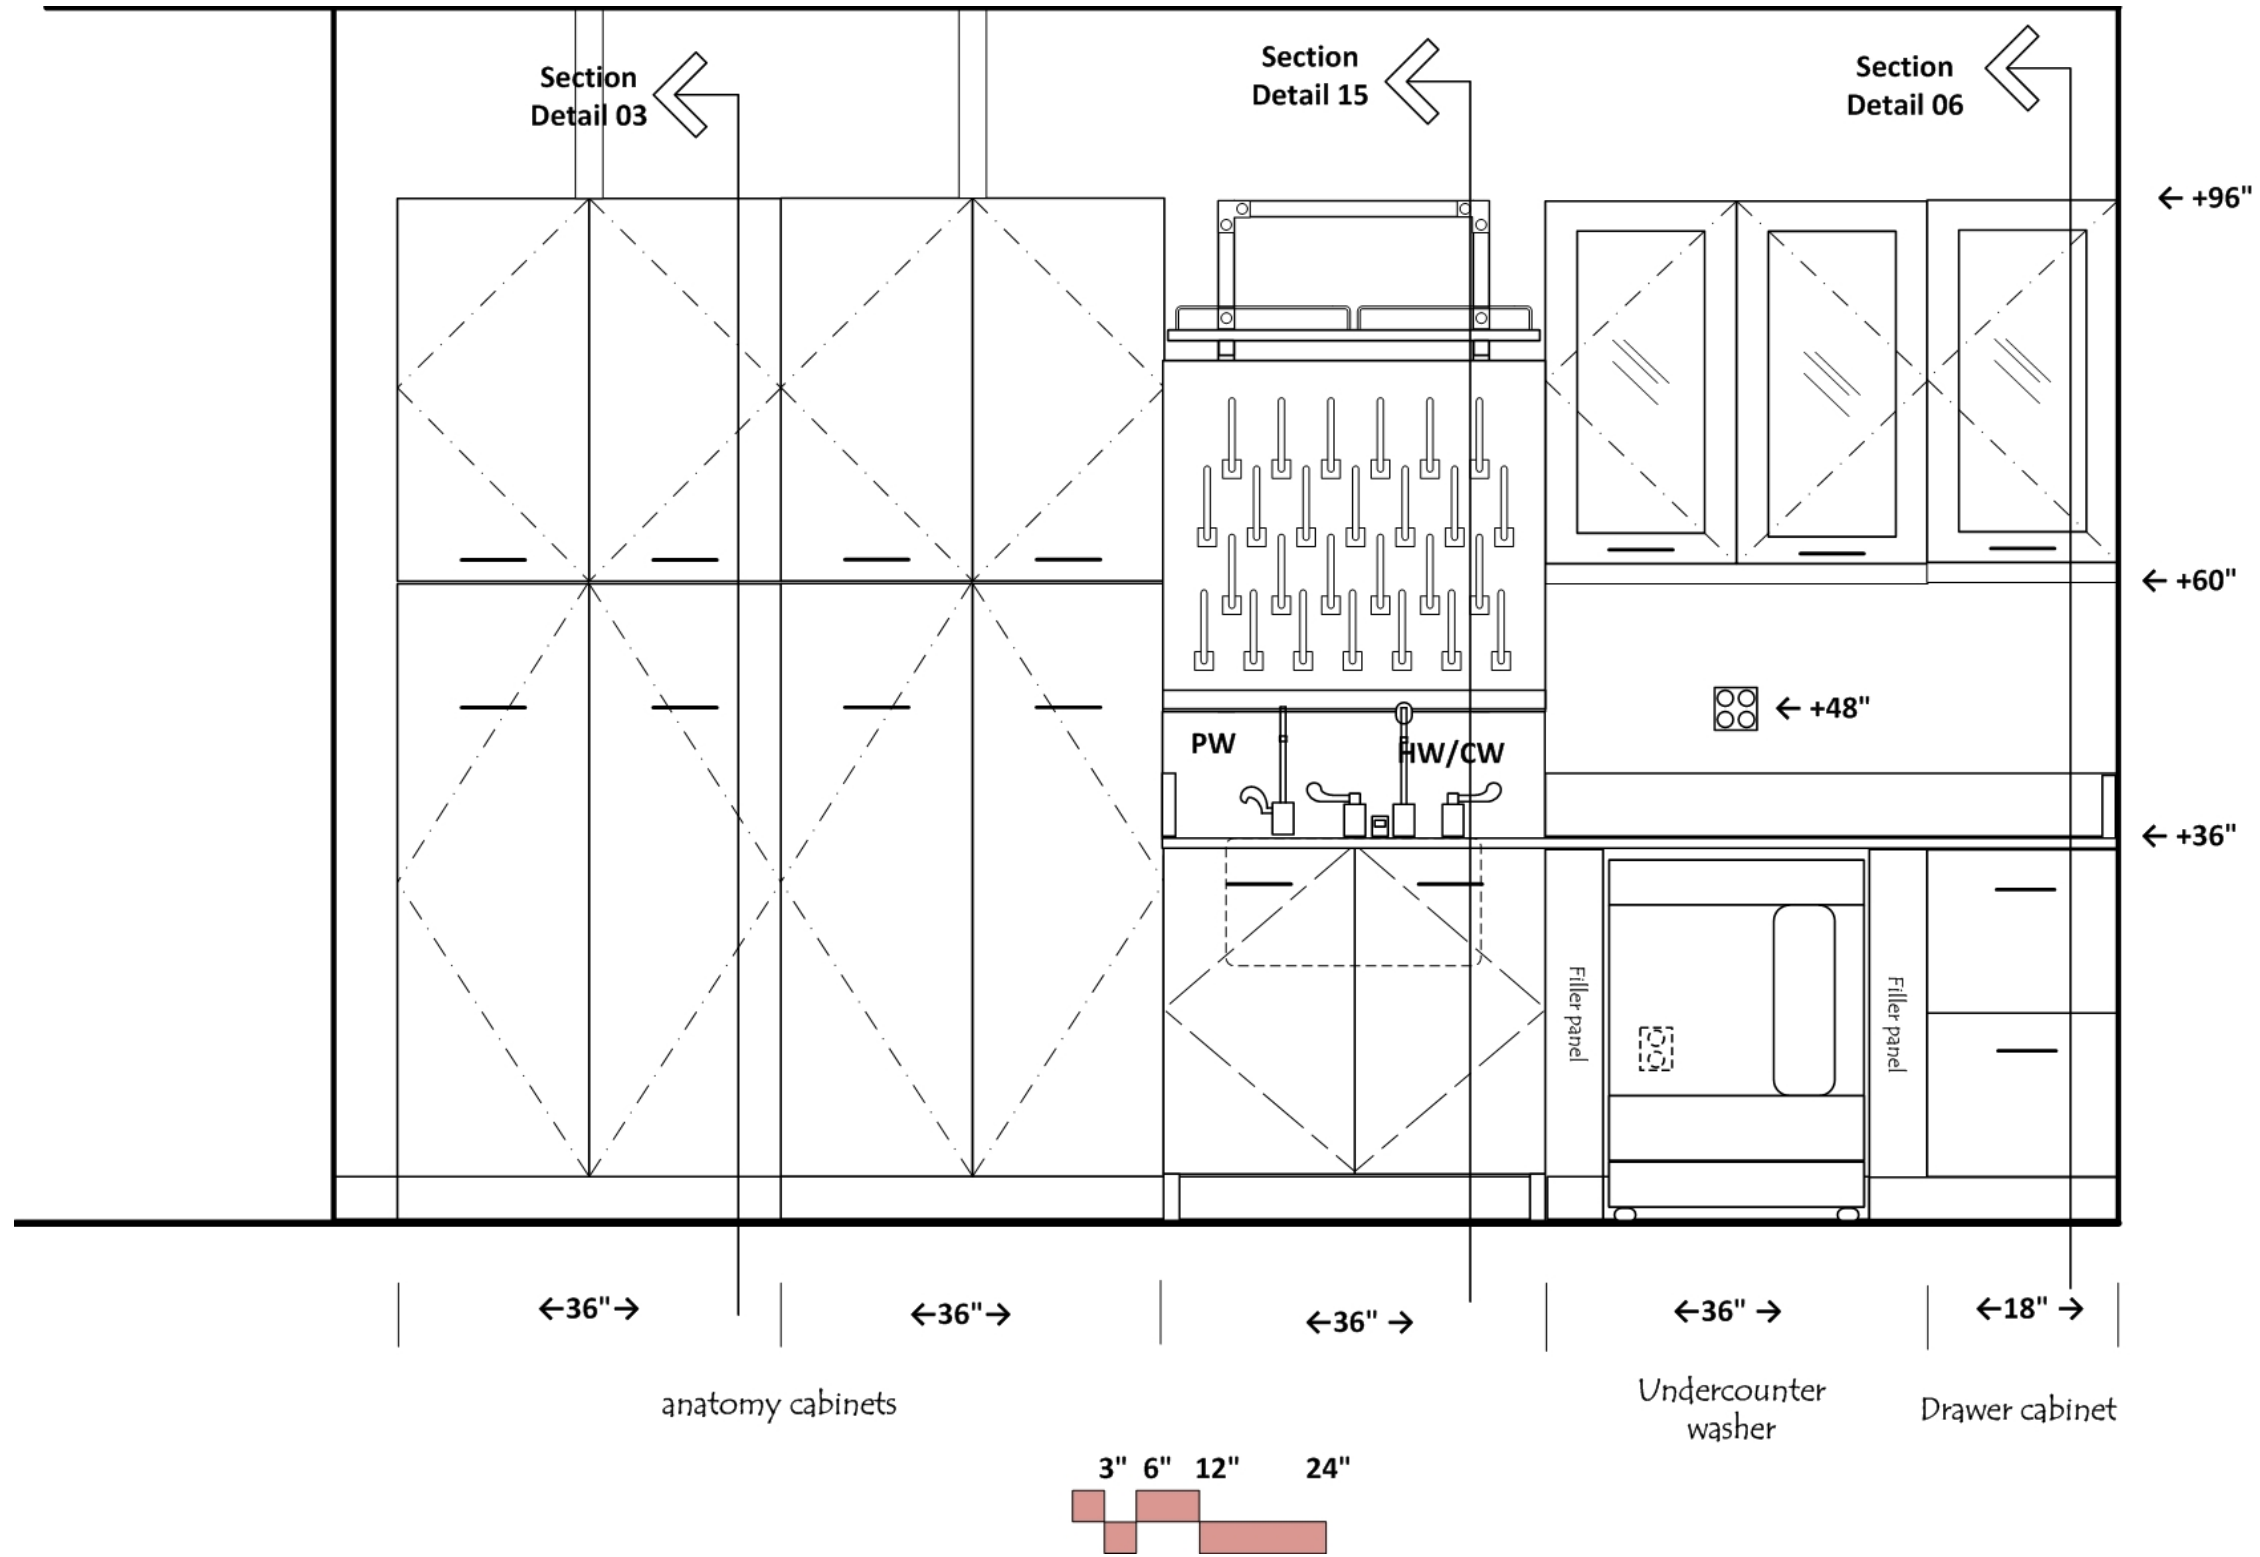 Section
Detail 03
Section
Detail 15
Section
Detail 06
← +96"
← +60"
← +48"
PW
HW/CW
← +36"
Filler panel
Filler panel
←36"→
←36"→
←36" →
←36" →
←18" →
anatomy cabinets
Undercounter
washer
Drawer cabinet
3" 6" 12" 24"